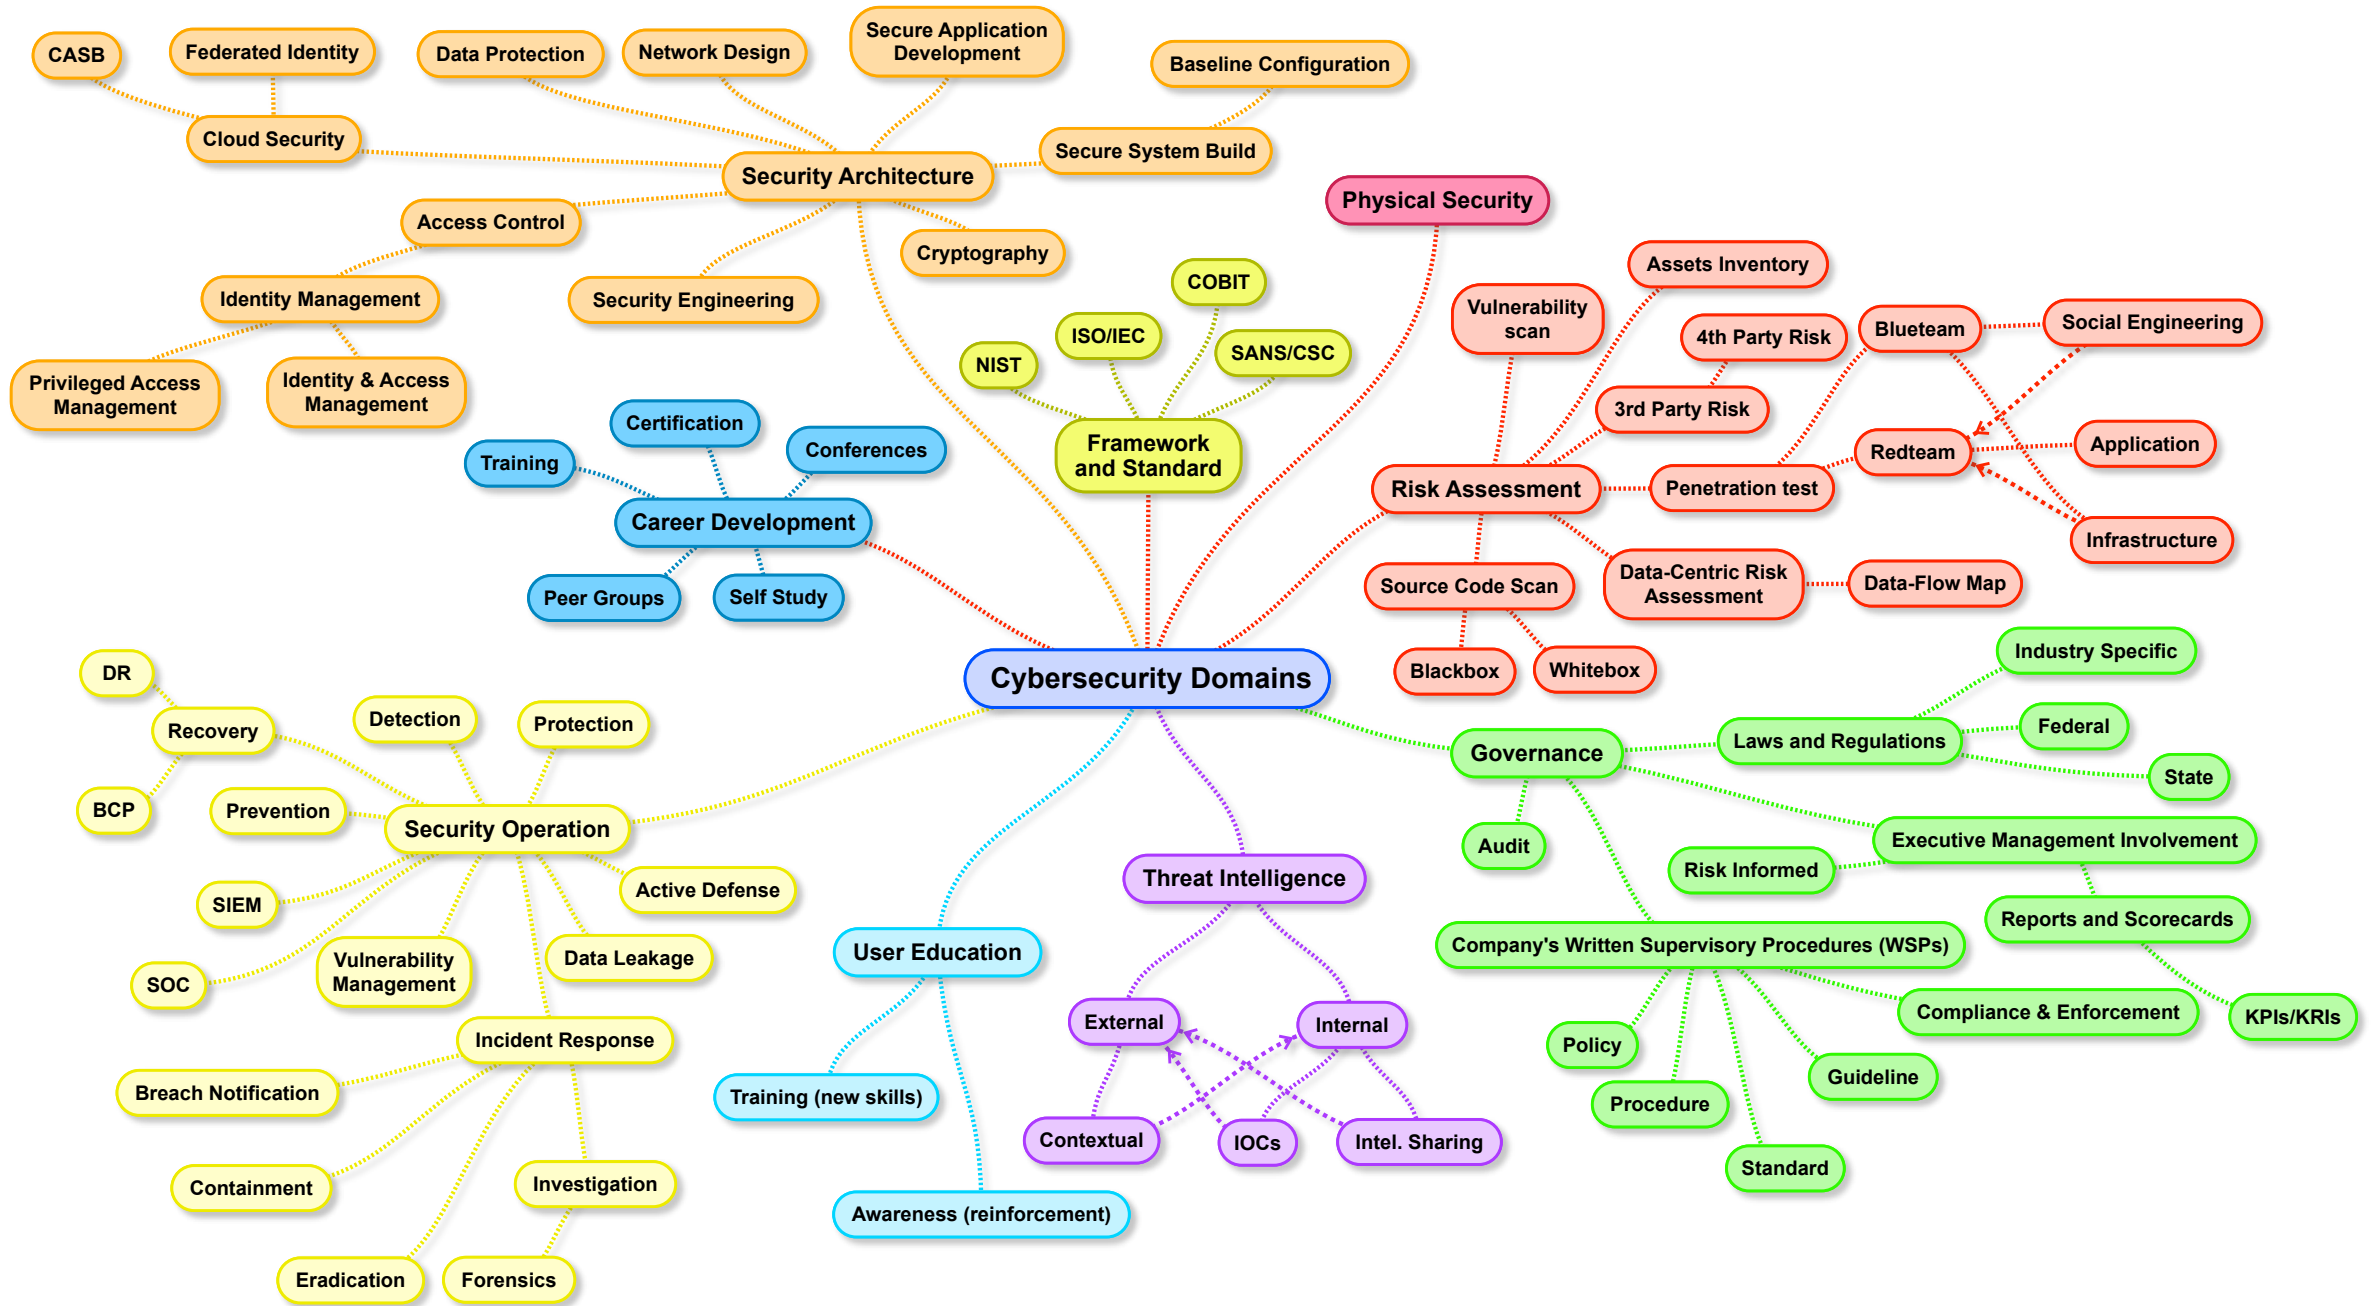 CASB
Federated Identity
Cloud Security
Data Protection
Network Design
Secure Application
Development
Baseline Configuration
Secure System Build
Security Architecture
Access Control
Cryptography
Security Engineering
Identity Management
Privileged Access
Management
Identity & Access
Management
Physical Security
COBIT
ISO/IEC
NIST
SANS/CSC
Framework
and Standard
Certification
Training
Conferences
Career Development
Peer Groups
Self Study
Assets Inventory
Vulnerability
scan
4th Party Risk
3rd Party Risk
Blueteam
Social Engineering
Redteam
Application
Risk Assessment
Penetration test
Infrastructure
Source Code Scan
Data-Centric Risk
Assessment
Data-Flow Map
Blackbox
Whitebox
Cybersecurity Domains
DR
Recovery
BCP
Detection
Protection
Prevention
Security Operation
SIEM
SOC
Vulnerability
Management
Active Defense
Data Leakage
Incident Response
Breach Notification
Containment
Investigation
Eradication
Forensics
User Education
Training (new skills)
Awareness (reinforcement)
Threat Intelligence
External
Internal
Contextual
IOCs
Intel. Sharing
Governance
Laws and Regulations
Industry Specific
Federal
State
Audit
Executive Management Involvement
Risk Informed
Reports and Scorecards
KPIs/KRIs
Company's Written Supervisory Procedures (WSPs)
Compliance & Enforcement
Policy
Guideline
Procedure
Standard